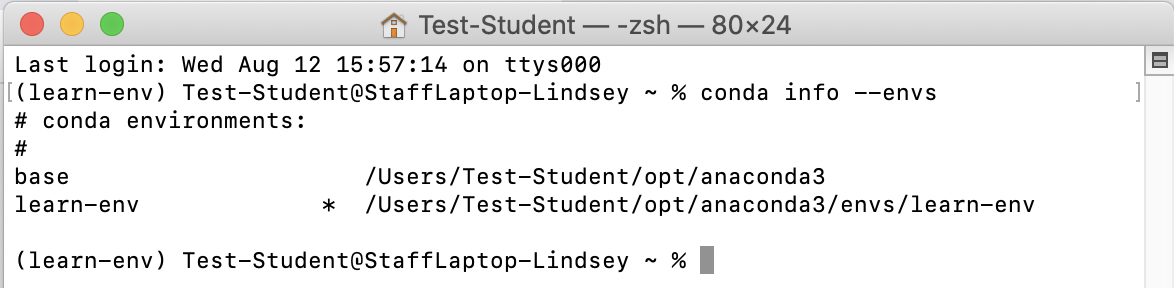 Test-Student — -zsh — 80×24
Last login: Wed Aug 12 15:57:14 on ttys000
[(learn-env) Test-Student@StaffLaptop-Lindsey ~ % conda info --envs ]
# conda environments:
#
base                     /Users/Test-Student/opt/anaconda3
learn-env             *  /Users/Test-Student/opt/anaconda3/envs/learn-env
(learn-env) Test-Student@StaffLaptop-Lindsey ~ %